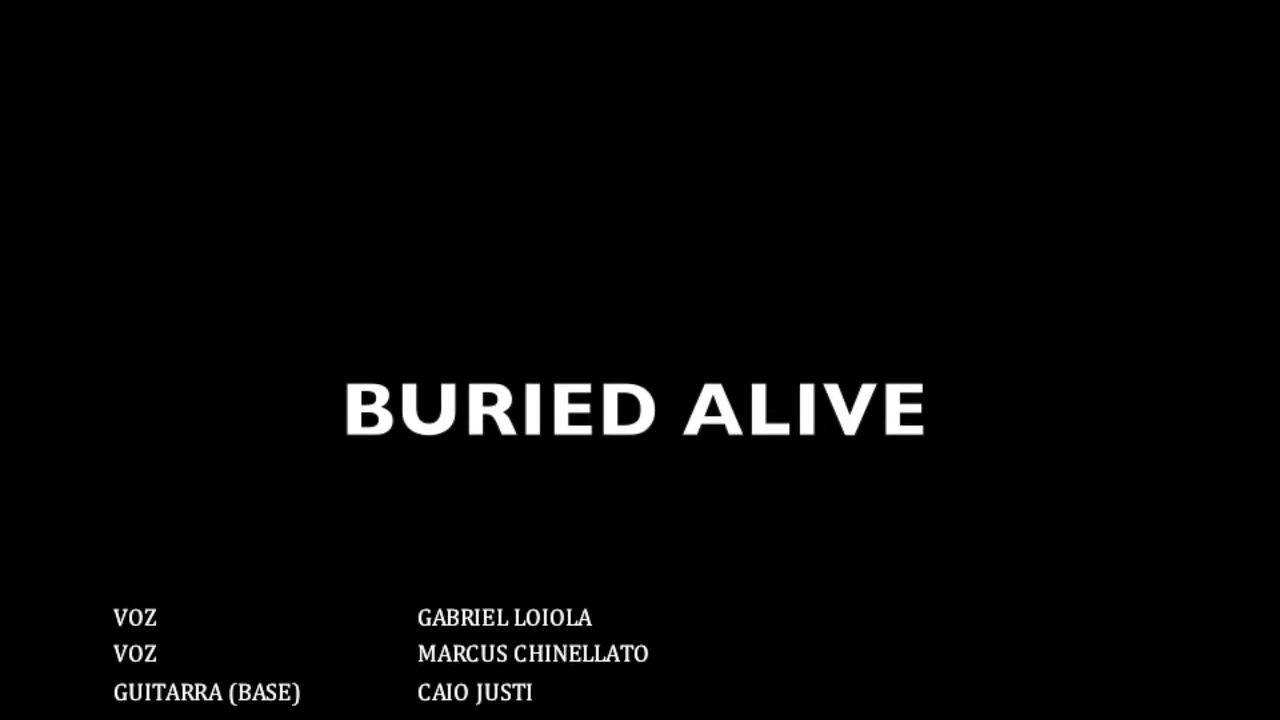 BURIED ALIVE
VOZ GABRIEL LOIOLA
VOZ MARCUS CHINELLATO
GUITARRA (BASE) CAIO JUSTI